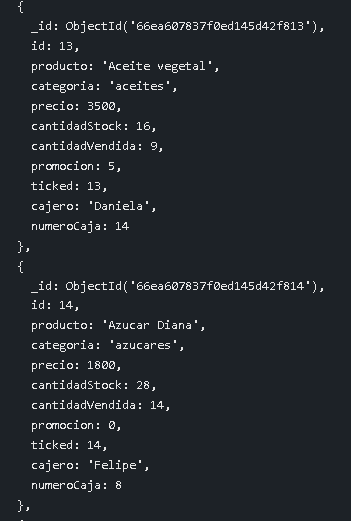 {
_id: ObjectId('66ea607837f0ed145d42f813'),
id: 13,
producto: 'Aceite vegetal',
categoria: 'aceites',
precio: 3500,
cantidadStock: 16,
cantidadVendida: 9,
promocion: 5,
ticked: 13,
cajero: 'Daniela',
numeroCaja: 14
},
{
_id: ObjectId('66ea607837f0ed145d42f814'),
id: 14,
producto: 'Azucar Diana',
categoria: 'azucares',
precio: 1800,
cantidadStock: 28,
cantidadVendida: 14,
promocion: 0,
ticked: 14,
cajero: 'Felipe',
numeroCaja: 8
},